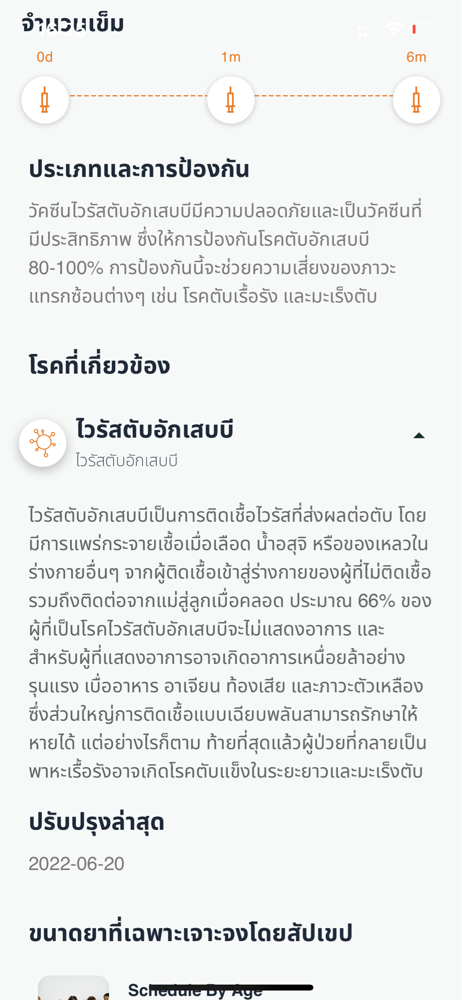 จำนวนเข็ม
16:25
0d 1m 6m
ประเภทและการป้องกัน
วัคซีนไวรัสตับอักเสบบีมีความปลอดภัยและเป็นวัคซีนที่
มีประสิทธิภาพ ซึ่งให้การป้องกันโรคตับอักเสบบี
80-100% การป้องกันนี้จะช่วยความเสี่ยงของภาวะ
แทรกซ้อนต่างๆ เช่น โรคตับเรื้อรัง และมะเร็งตับ
โรคที่เกี่ยวข้อง
ไวรัสตับอักเสบบี
ไวรัสตับอักเสบบี
ไวรัสตับอักเสบบีเป็นการติดเชื้อไวรัสที่ส่งผลต่อตับ โดย
มีการแพร่กระจายเชื้อเมื่อเลือด น้ำอสุจิ หรือของเหลวใน
ร่างกายอื่นๆ จากผู้ติดเชื้อเข้าสู่ร่างกายของผู้ที่ไม่ติดเชื้อ
รวมถึงติดต่อจากแม่สู่ลูกเมื่อคลอด ประมาณ 66% ของ
ผู้ที่เป็นโรคไวรัสตับอักเสบบีจะไม่แสดงอาการ และ
สำหรับผู้ที่แสดงอาการอาจเกิดอาการเหนื่อยล้าอย่าง
รุนแรง เบื่ออาหาร อาเจียน ท้องเสีย และภาวะตัวเหลือง
ซึ่งส่วนใหญ่การติดเชื้อแบบเฉียบพลันสามารถรักษาให้
หายได้ แต่อย่างไรก็ตาม ท้ายที่สุดแล้วผู้ป่วยที่กลายเป็น
พาหะเรื้อรังอาจเกิดโรคตับแข็งในระยะยาวและมะเร็งตับ
ปรับปรุงล่าสุด
2022-06-20
ขนาดยาที่เฉพาะเจาะจงโดยสัปเขป
Schedule By Age